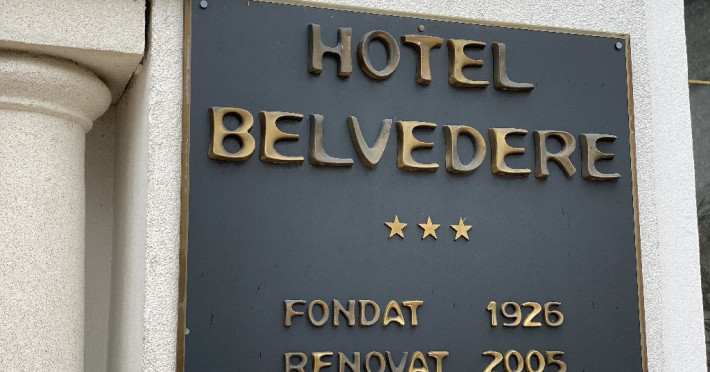 HOTEL
BELVEDERE
FONDAT 1926
RENOVAT 2005